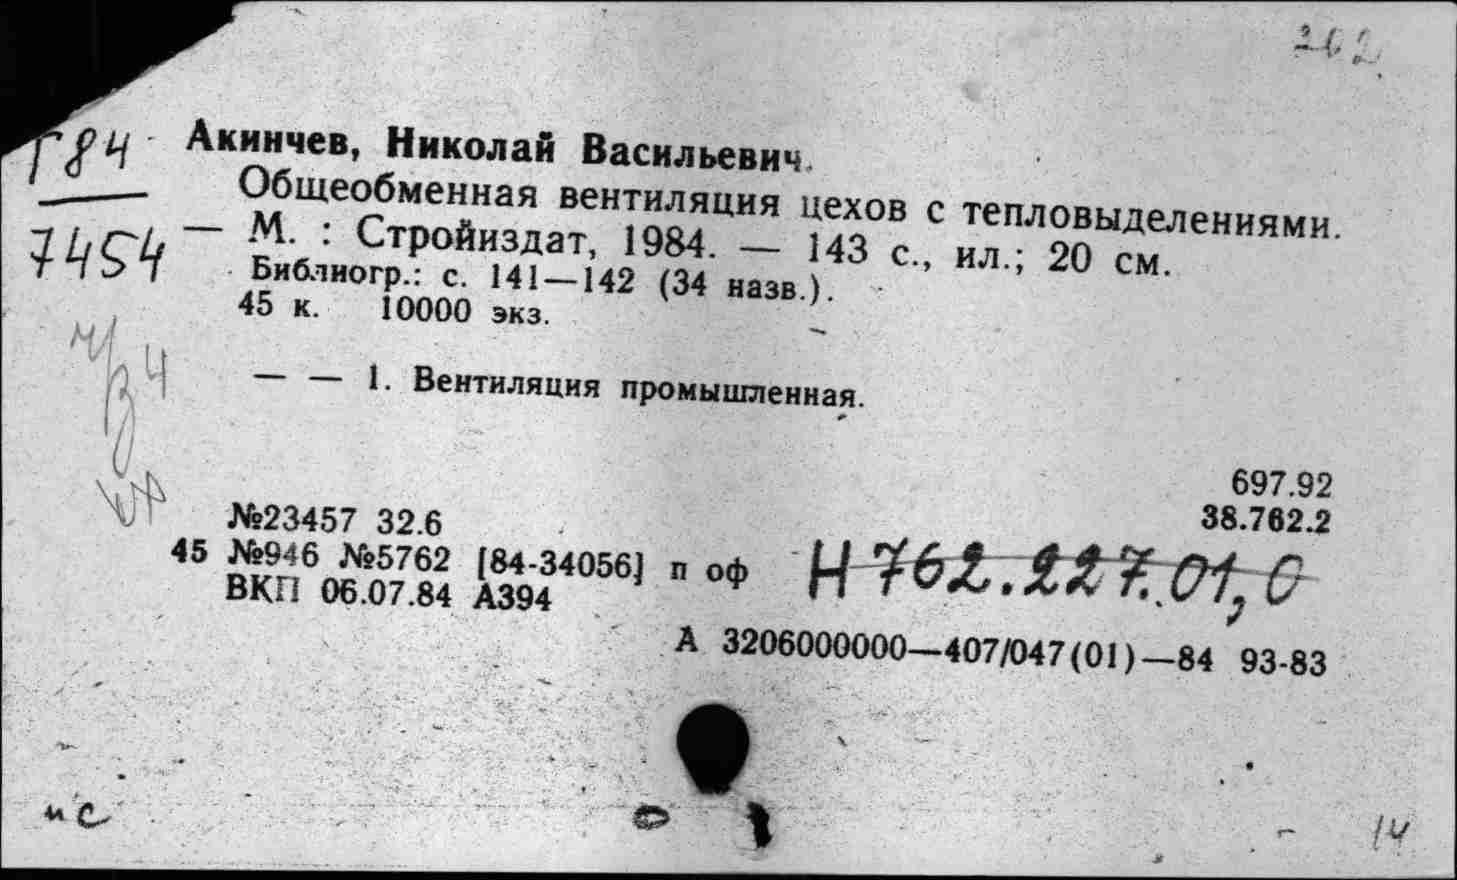 262
Г84
Акинчев, Николай Васильевич.
Общеобменная вентиляция цехов с тепловыделениями.
7454
— М. : Стройиздат, 1984. — 143 с., ил.; 20 см.
Библиогр.: с. 141—142 (34 назв.).
45 к. 10000 экз.
ч/з 4
— — 1. Вентиляция промышленная.
697.92
38.762.2
№23457 32.6
45 №946 №5762 [84-34056] п оф
Н 762.227.01,0
ВКП 06.07.84 А394
А 3206000000—407/047(01)—84 93-83
ис
14